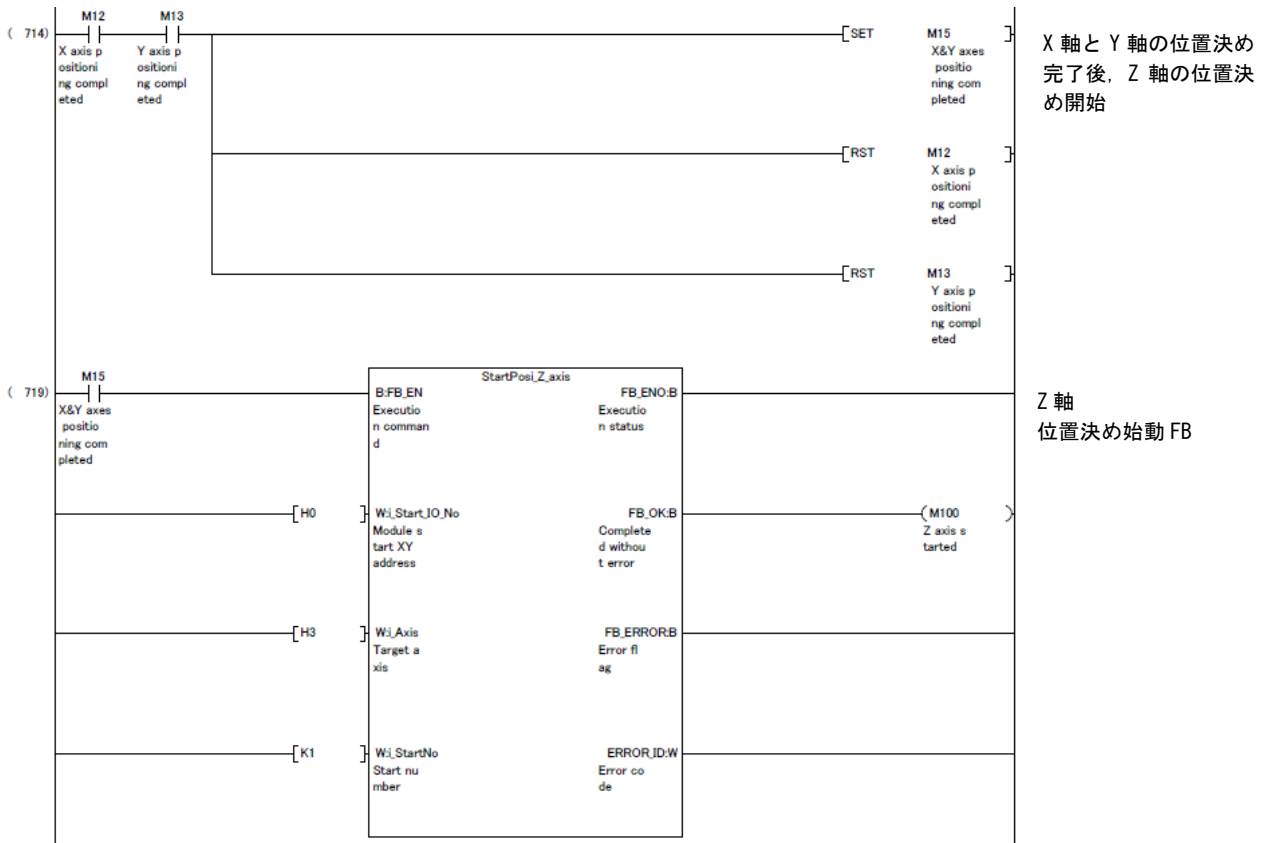 M12 M13
( 714)
[ SET M15 ]
X axis p
ositioni
ng compl
eted
Y axis p
ositioni
ng compl
eted
X&Y axes
positio
ning com
pleted
X 軸と Y 軸の位置決め
完了後，Z 軸の位置決
め開始
[ RST M12 ]
X axis p
ositioni
ng compl
eted
[ RST M13 ]
Y axis p
ositioni
ng compl
eted
M15
( 719)
X&Y axes
positio
ning com
pleted
StartPosi_Z_axis
B:FB_EN FB_ENO:B
Executio
n comman
d
Executio
n status
Z 軸
位置決め始動 FB
[ H0 ] W:i_Start_IO_No FB_OK:B ( M100 )
Module s
tart XY
address
Complete
d withou
t error
Z axis s
tarted
[ H3 ] W:i_Axis FB_ERROR:B
Target a
xis
Error fl
ag
[ K1 ] W:i_StartNo ERROR_ID:W
Start nu
mber
Error co
de